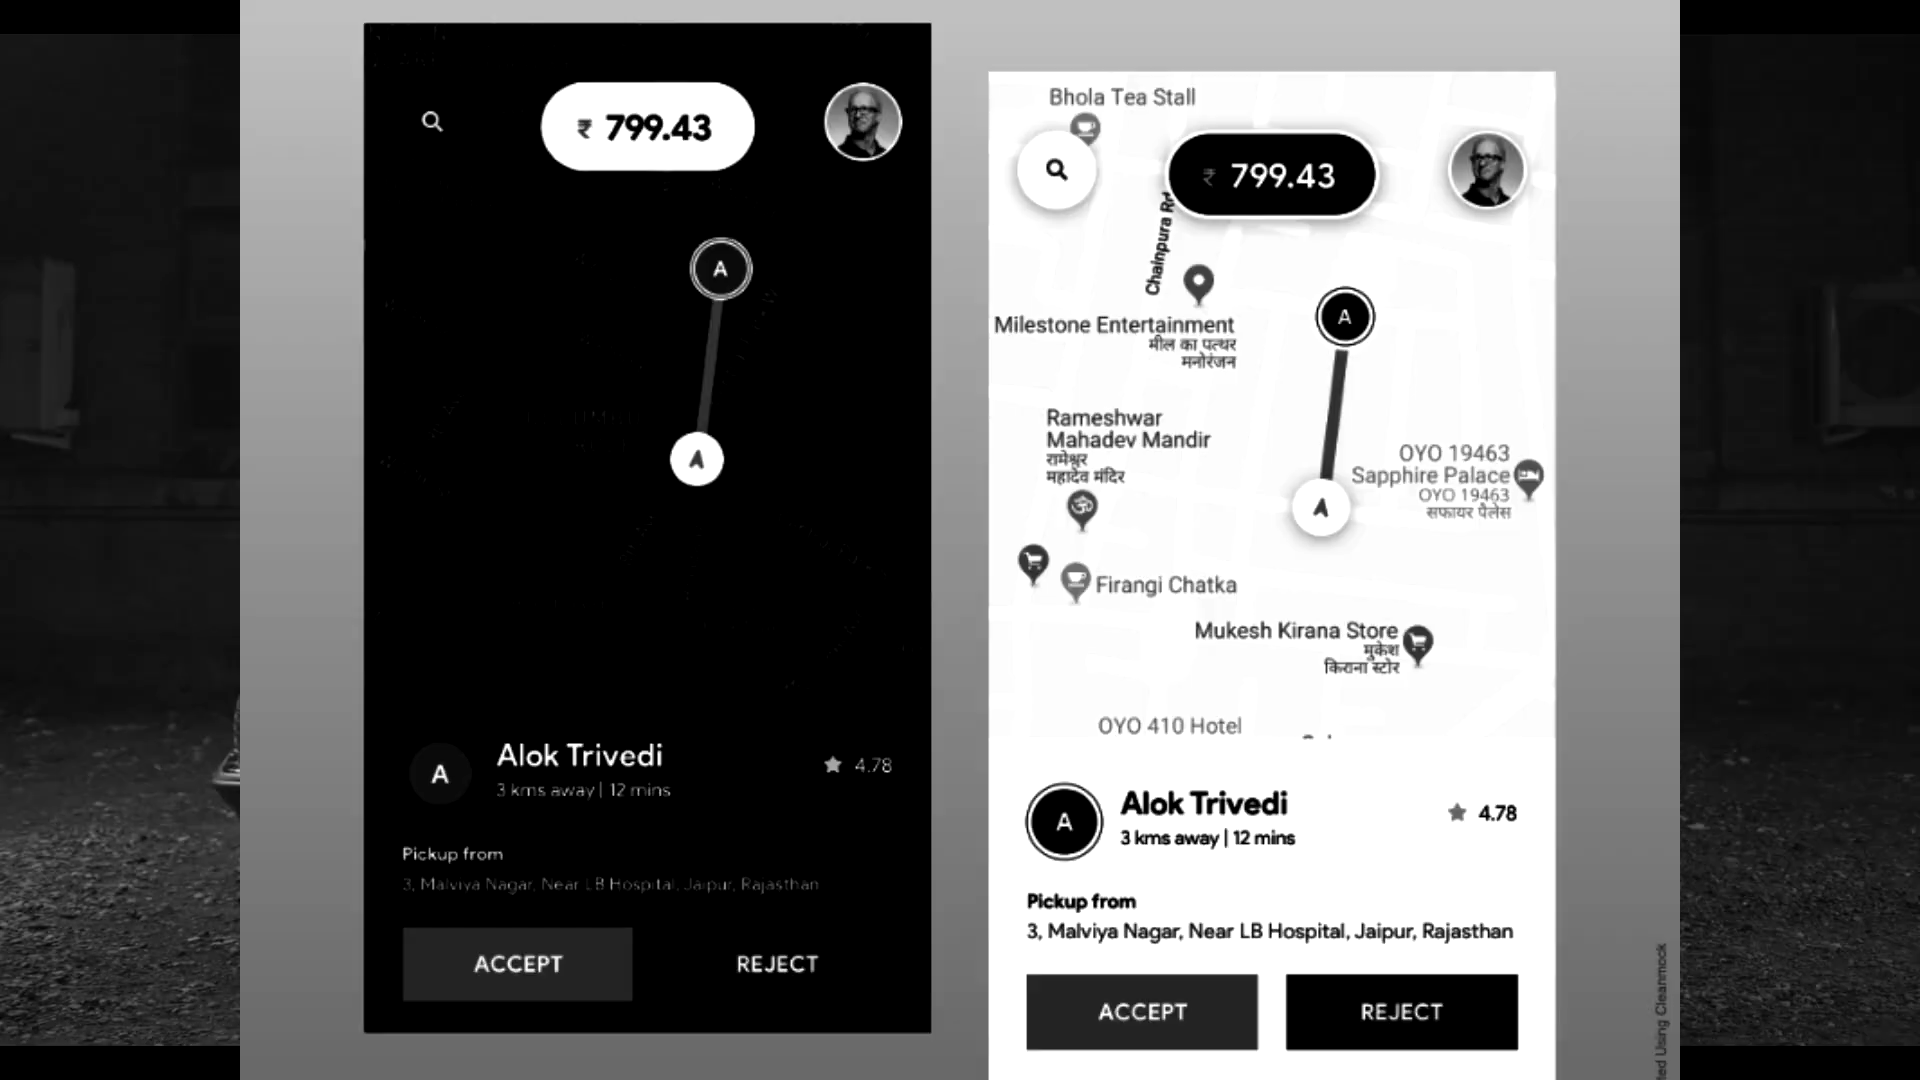 ₹ 799.43
A
A
Alok Trivedi
3 kms away | 12 mins
4.78
Pickup from
3, Malviya Nagar, Near LB Hospital, Jaipur, Rajasthan
ACCEPT
REJECT
Bhola Tea Stall
₹ 799.43
Chainpura Rd
Milestone Entertainment
मील का पत्थर
मनोरंजन
A
Rameshwar
Mahadev Mandir
रामेश्वर
महादेव मंदिर
OYO 19463
Sapphire Palace
OYO 19463
सफायर पैलेस
Firangi Chatka
Mukesh Kirana Store
मुकेश
किराना स्टोर
OYO 410 Hotel
A
Alok Trivedi
3 kms away | 12 mins
4.78
Pickup from
3, Malviya Nagar, Near LB Hospital, Jaipur, Rajasthan
ACCEPT
REJECT
Using Cleanmock